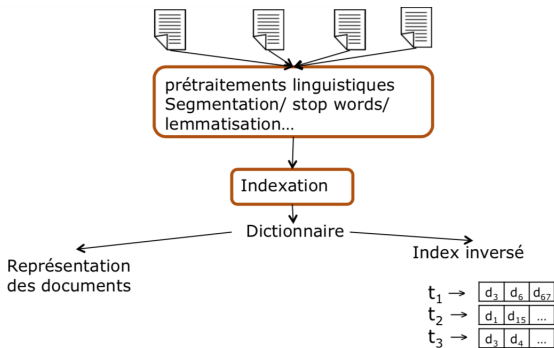 prétraitements linguistiques
Segmentation/ stop words/
lemmatisation...
Indexation
Dictionnaire
Représentation
des documents
Index inversé
t1 → d3 d6 d67
t2 → d1 d15 ...
t3 → d3 d4 ...